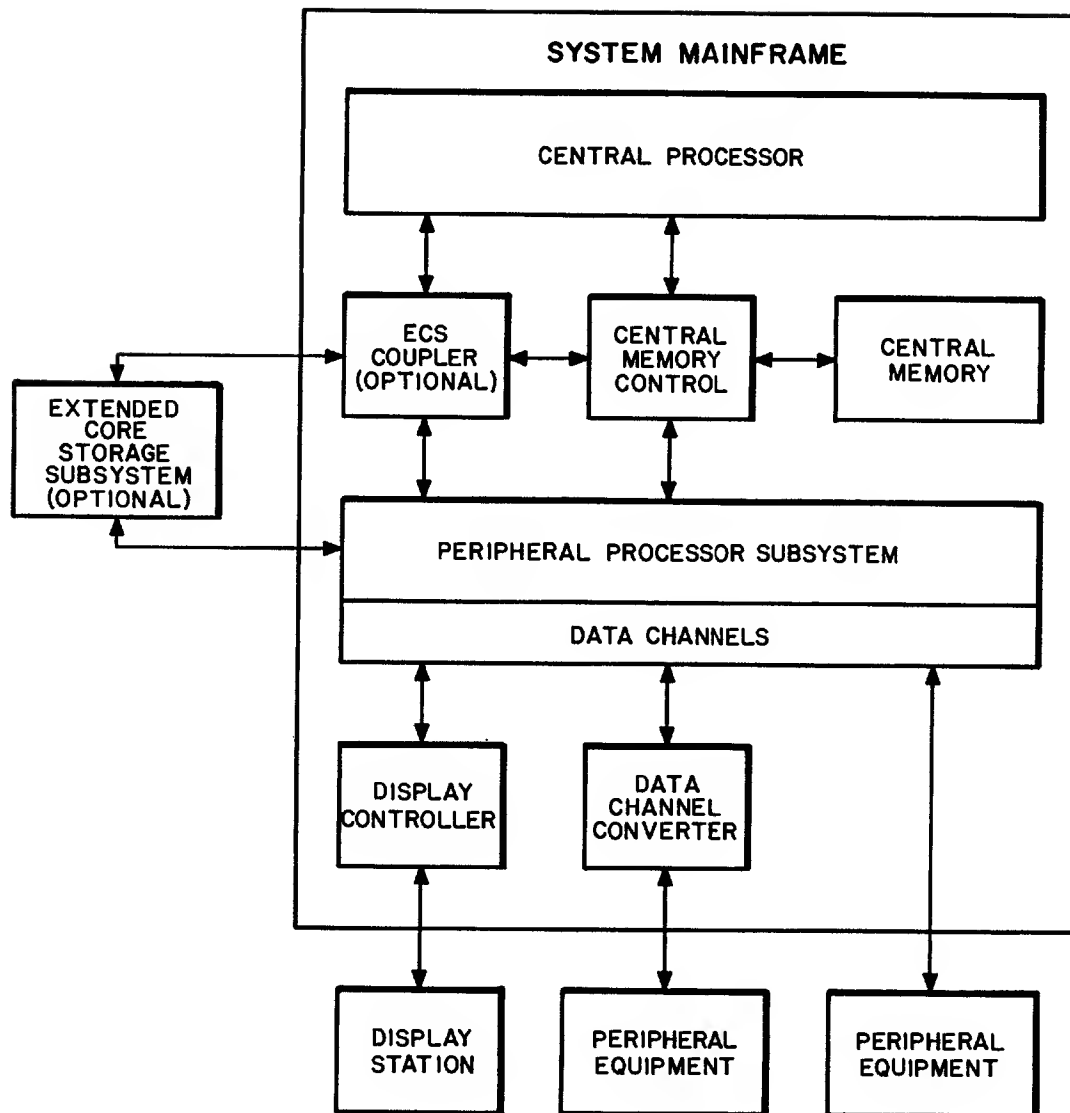 SYSTEM MAINFRAME
CENTRAL PROCESSOR
ECS
COUPLER
(OPTIONAL)
CENTRAL
MEMORY
CONTROL
CENTRAL
MEMORY
EXTENDED
CORE
STORAGE
SUBSYSTEM
(OPTIONAL)
PERIPHERAL PROCESSOR SUBSYSTEM
DATA CHANNELS
DISPLAY
CONTROLLER
DATA
CHANNEL
CONVERTER
DISPLAY
STATION
PERIPHERAL
EQUIPMENT
PERIPHERAL
EQUIPMENT